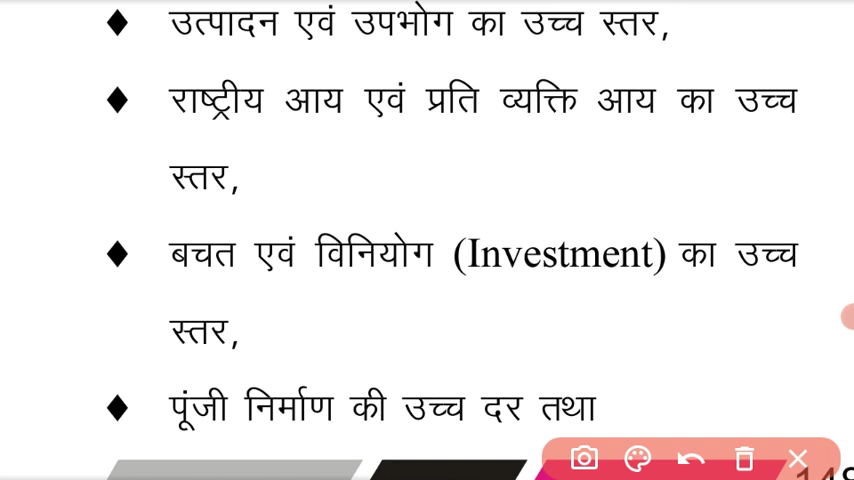 ♦ उत्पादन एवं उपभोग का उच्च स्तर,
♦ राष्ट्रीय आय एवं प्रति व्यक्ति आय का उच्च
स्तर,
♦ बचत एवं विनियोग (Investment) का उच्च
स्तर,
♦ पूंजी निर्माण की उच्च दर तथा